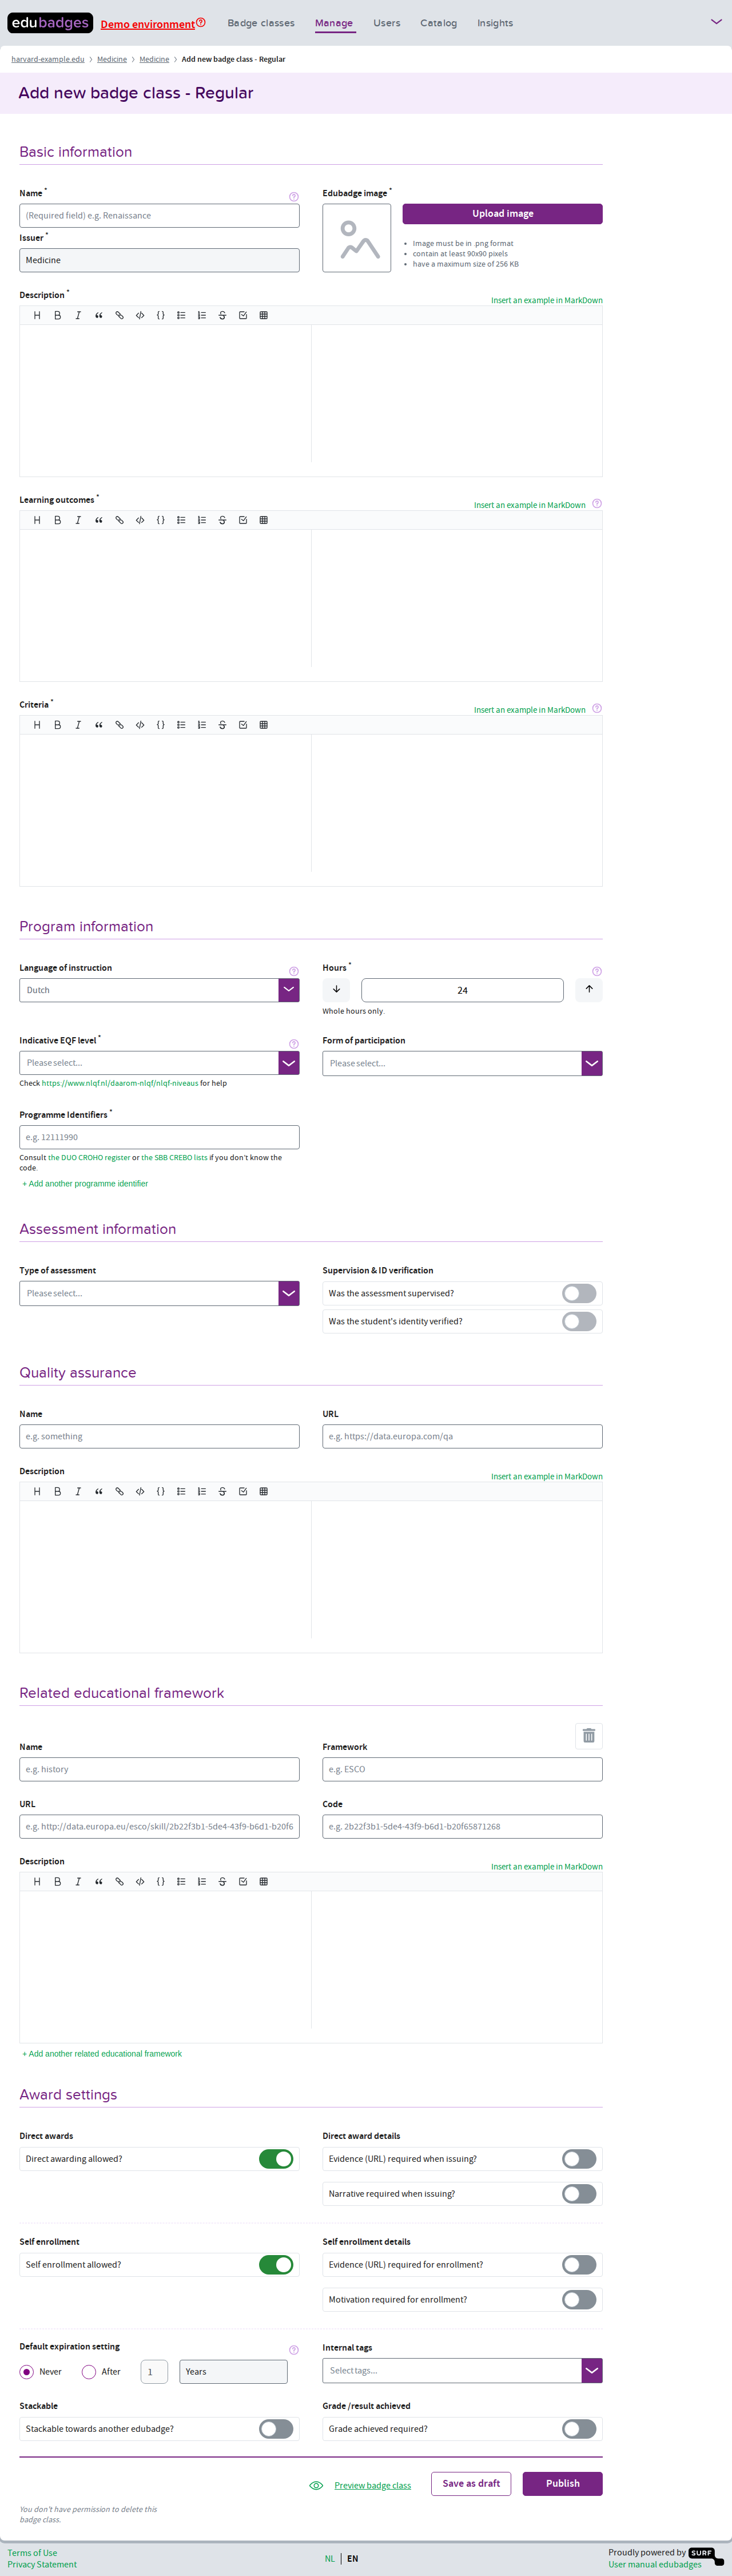 edubadges Demo environment Badge classes Manage Users Catalog Insights
harvard-example.edu > Medicine > Medicine > Add new badge class - Regular
Add new badge class - Regular
Basic information
Name * Edubadge image *
(Required field) e.g. Renaissance Upload image
Issuer *
Medicine
• Image must be in .png format
• contain at least 90x90 pixels
• have a maximum size of 256 KB
Description * Insert an example in MarkDown
Learning outcomes * Insert an example in MarkDown
Criteria * Insert an example in MarkDown
Program information
Language of instruction Hours *
Dutch 24
Whole hours only.
Indicative EQF level * Form of participation
Please select... Please select...
Check https://www.nlqf.nl/daarom-nlqf/nlqf-niveaus for help
Programme Identifiers *
e.g. 12111990
Consult the DUO CROHO register or the SBB CREBO lists if you don't know the
code.
+ Add another programme identifier
Assessment information
Type of assessment Supervision & ID verification
Please select... Was the assessment supervised?
Was the student's identity verified?
Quality assurance
Name URL
e.g. something e.g. https://data.europa.com/qa
Description Insert an example in MarkDown
Related educational framework
Name Framework
e.g. history e.g. ESCO
URL Code
e.g. http://data.europa.eu/esco/skill/2b22f3b1-5de4-43f9-b6d1-b20f6 e.g. 2b22f3b1-5de4-43f9-b6d1-b20f65871268
Description Insert an example in MarkDown
+ Add another related educational framework
Award settings
Direct awards Direct award details
Direct awarding allowed? Evidence (URL) required when issuing?
Narrative required when issuing?
Self enrollment Self enrollment details
Self enrollment allowed? Evidence (URL) required for enrollment?
Motivation required for enrollment?
Default expiration setting Internal tags
Never After 1 Years Select tags...
Stackable Grade /result achieved
Stackable towards another edubadge? Grade achieved required?
Preview badge class Save as draft Publish
You don't have permission to delete this
badge class.
Terms of Use NL | EN Proudly powered by SURF
Privacy Statement User manual edubadges